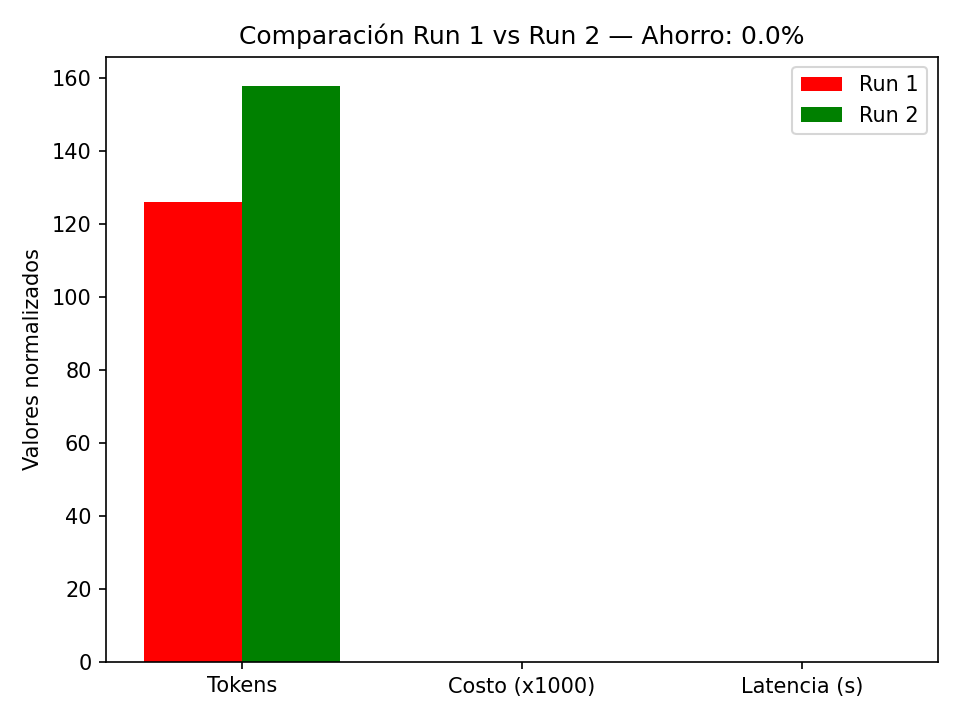 Comparación Run 1 vs Run 2 — Ahorro: 0.0%
Run 1
Run 2
Valores normalizados
160
140
120
100
80
60
40
20
0
Tokens
Costo (x1000)
Latencia (s)